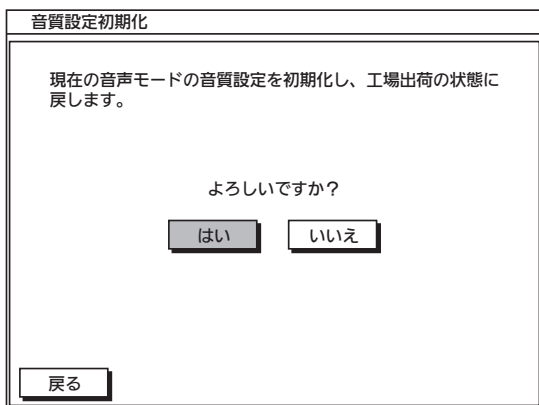 音質設定初期化
現在の音声モードの音質設定を初期化し、工場出荷の状態に
戻します。
よろしいですか？
はい いいえ
戻る